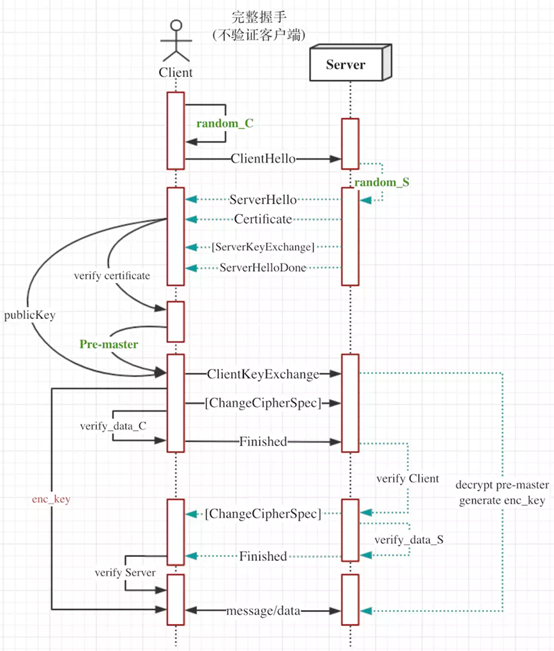 完整握手
(不验证客户端)
Client
Server
random_C
ClientHello
random_S
ServerHello
Certificate
[ServerKeyExchange]
verify certificate
ServerHelloDone
publicKey
Pre-master
ClientKeyExchange
[ChangeCipherSpec]
verify_data_C
Finished
verify Client
decrypt pre-master
generate enc_key
enc_key
[ChangeCipherSpec]
verify_data_S
Finished
verify Server
message/data